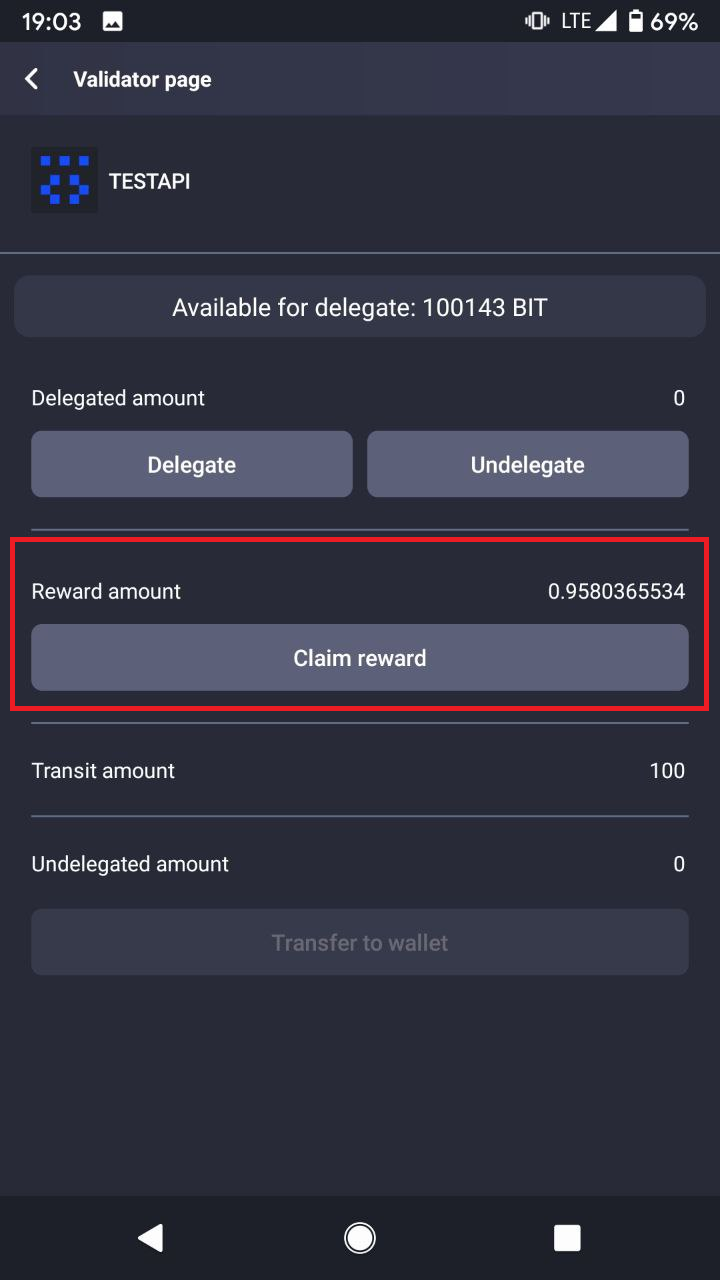 19:03 LTE 69%
Validator page
TESTAPI
Available for delegate: 100143 BIT
Delegated amount 0
Delegate Undelegate
Reward amount 0.9580365534
Claim reward
Transit amount 100
Undelegated amount 0
Transfer to wallet